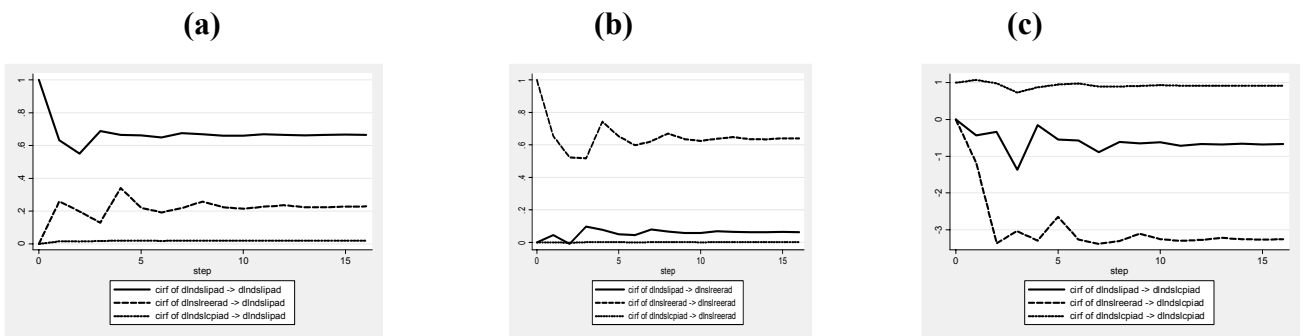 (a)
1
.8
.6
.4
.2
0
0
5
10
15
step
cirf of dlndslipad -> dlndslipad
cirf of dlnslreerad -> dlndslipad
cirf of dlndslcpiad -> dlndslipad
(b)
1
.8
.6
.4
.2
0
0
5
10
15
step
cirf of dlndslipad -> dlnslreerad
cirf of dlnslreerad -> dlnslreerad
cirf of dlndslcpiad -> dlnslreerad
(c)
1
0
-1
-2
-3
0
5
10
15
step
cirf of dlndslipad -> dlndslcpiad
cirf of dlnslreerad -> dlndslcpiad
cirf of dlndslcpiad -> dlndslcpiad